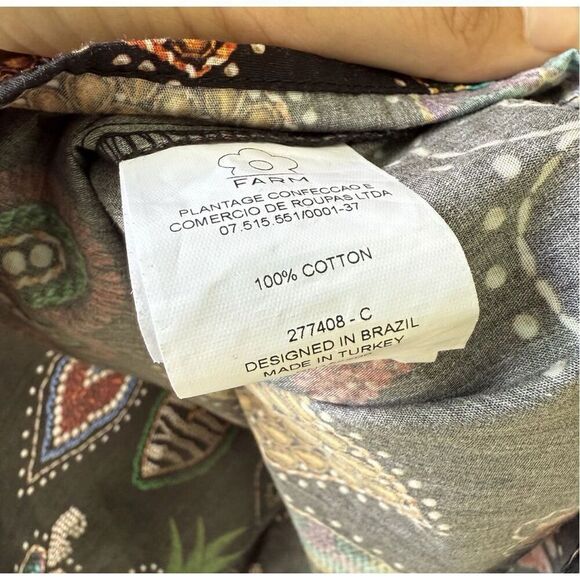 FARM
PLANTAGE CONFECCAO E
COMERCIO DE ROUPAS LTDA
07.515.551/0001-37
100% COTTON
277408 - C
DESIGNED IN BRAZIL
MADE IN TURKEY